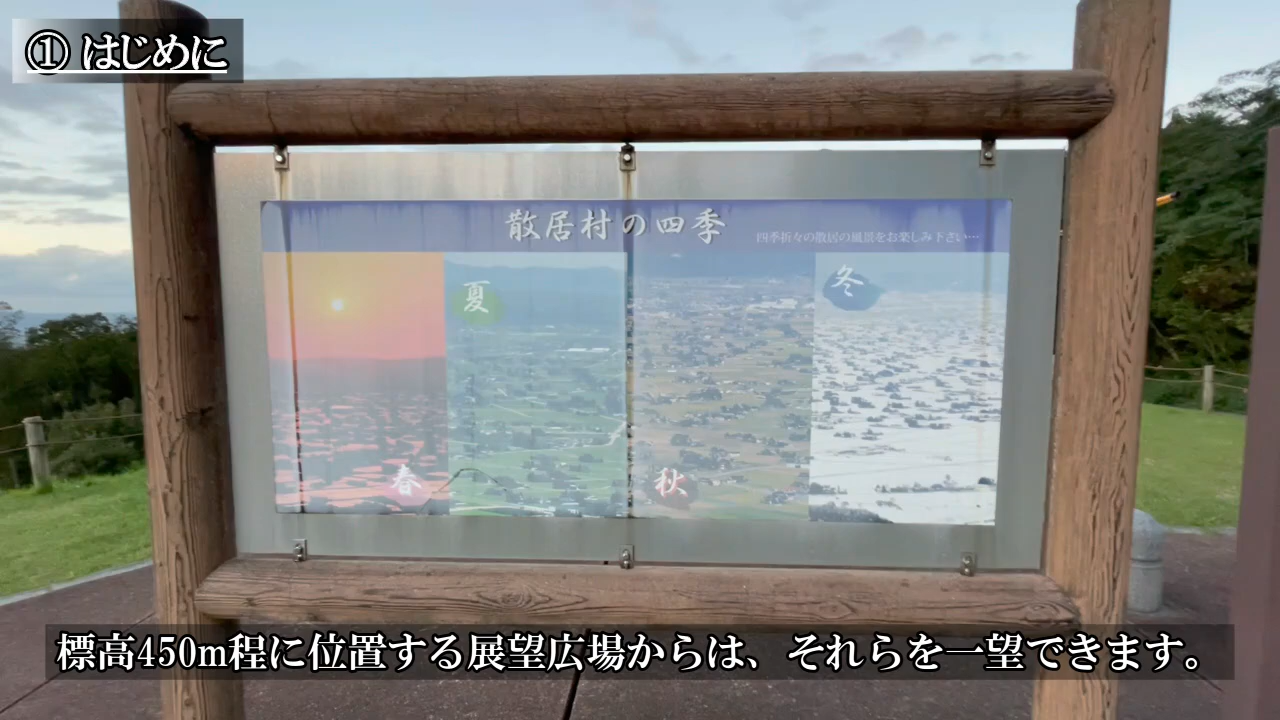 ① はじめに
散居村の四季
四季折々の散居の風景をお楽しみ下さい…
夏
冬
春
秋
標高450m程に位置する展望広場からは、それらを一望できます。